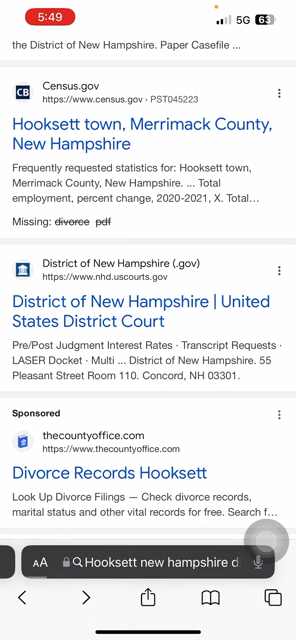 5:49
5G 63
the District of New Hampshire. Paper Casefile ...
CB
Census.gov
https://www.census.gov › PST045223
Hooksett town, Merrimack County,
New Hampshire
Frequently requested statistics for: Hooksett town,
Merrimack County, New Hampshire. ... Total
employment, percent change, 2020-2021, X. Total…
Missing: divorce pdf
District of New Hampshire (.gov)
https://www.nhd.uscourts.gov
District of New Hampshire | United
States District Court
Pre/Post Judgment Interest Rates · Transcript Requests ·
LASER Docket · Multi ... District of New Hampshire. 55
Pleasant Street Room 110. Concord, NH 03301.
Sponsored
thecountyoffice.com
https://www.thecountyoffice.com
Divorce Records Hooksett
Look Up Divorce Filings — Check divorce records,
marital status and other vital records for free. Search f...
AA Hooksett new hampshire d